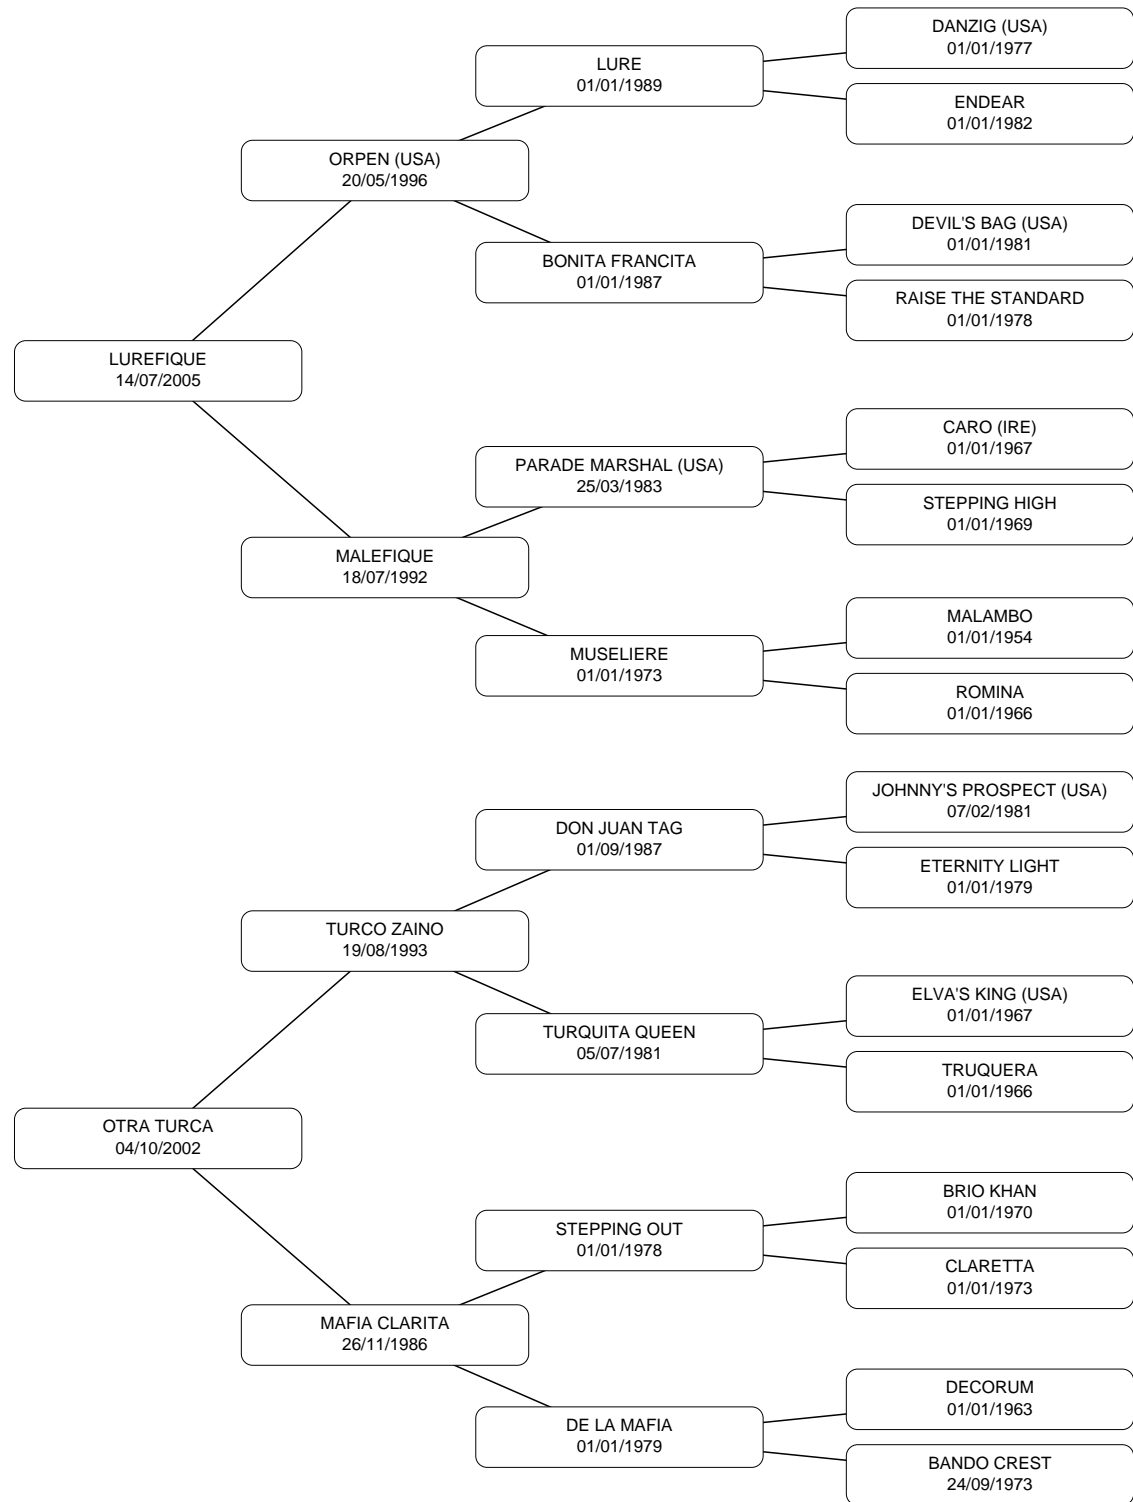 DANZIG (USA)
01/01/1977
LURE
01/01/1989
ENDEAR
01/01/1982
ORPEN (USA)
20/05/1996
DEVIL'S BAG (USA)
01/01/1981
BONITA FRANCITA
01/01/1987
RAISE THE STANDARD
01/01/1978
LUREFIQUE
14/07/2005
CARO (IRE)
01/01/1967
PARADE MARSHAL (USA)
25/03/1983
STEPPING HIGH
01/01/1969
MALEFIQUE
18/07/1992
MALAMBO
01/01/1954
MUSELIERE
01/01/1973
ROMINA
01/01/1966
JOHNNY'S PROSPECT (USA)
07/02/1981
DON JUAN TAG
01/09/1987
ETERNITY LIGHT
01/01/1979
TURCO ZAINO
19/08/1993
ELVA'S KING (USA)
01/01/1967
TURQUITA QUEEN
05/07/1981
TRUQUERA
01/01/1966
OTRA TURCA
04/10/2002
BRIO KHAN
01/01/1970
STEPPING OUT
01/01/1978
CLARETTA
01/01/1973
MAFIA CLARITA
26/11/1986
DECORUM
01/01/1963
DE LA MAFIA
01/01/1979
BANDO CREST
24/09/1973